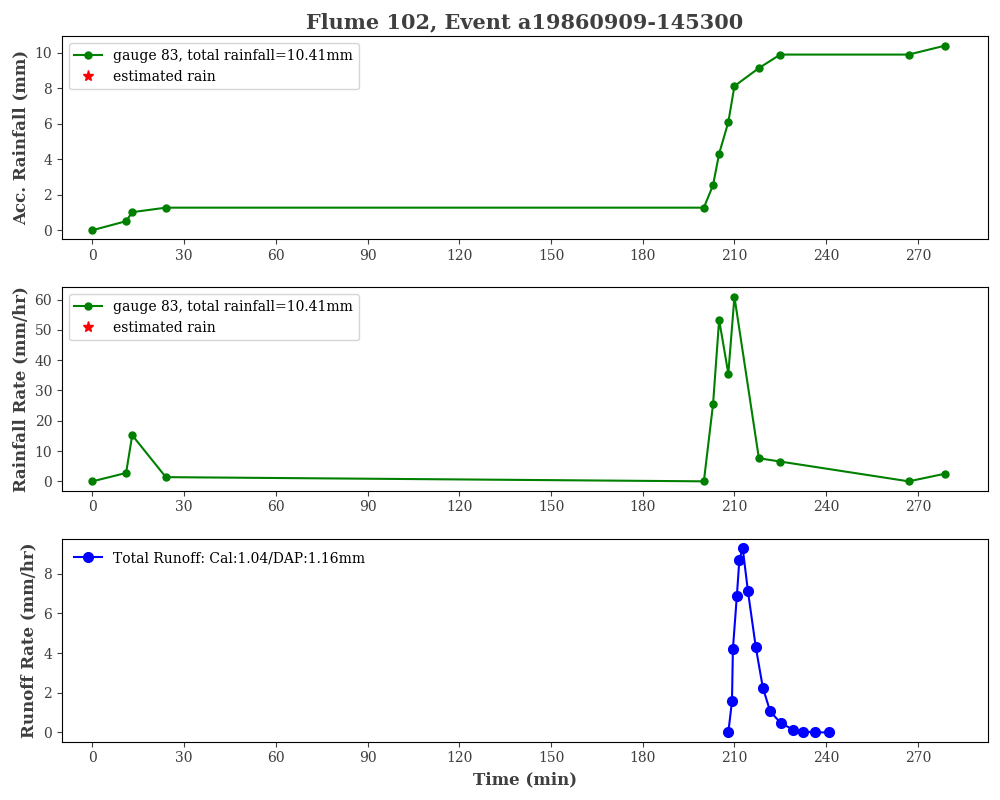 Flume 102, Event a19860909-145300
Acc. Rainfall (mm)
gauge 83, total rainfall=10.41mm
estimated rain
10
8
6
4
2
0
0 30 60 90 120 150 180 210 240 270
Rainfall Rate (mm/hr)
gauge 83, total rainfall=10.41mm
estimated rain
60
50
40
30
20
10
0
0 30 60 90 120 150 180 210 240 270
Runoff Rate (mm/hr)
Total Runoff: Cal:1.04/DAP:1.16mm
8
6
4
2
0
0 30 60 90 120 150 180 210 240 270
Time (min)